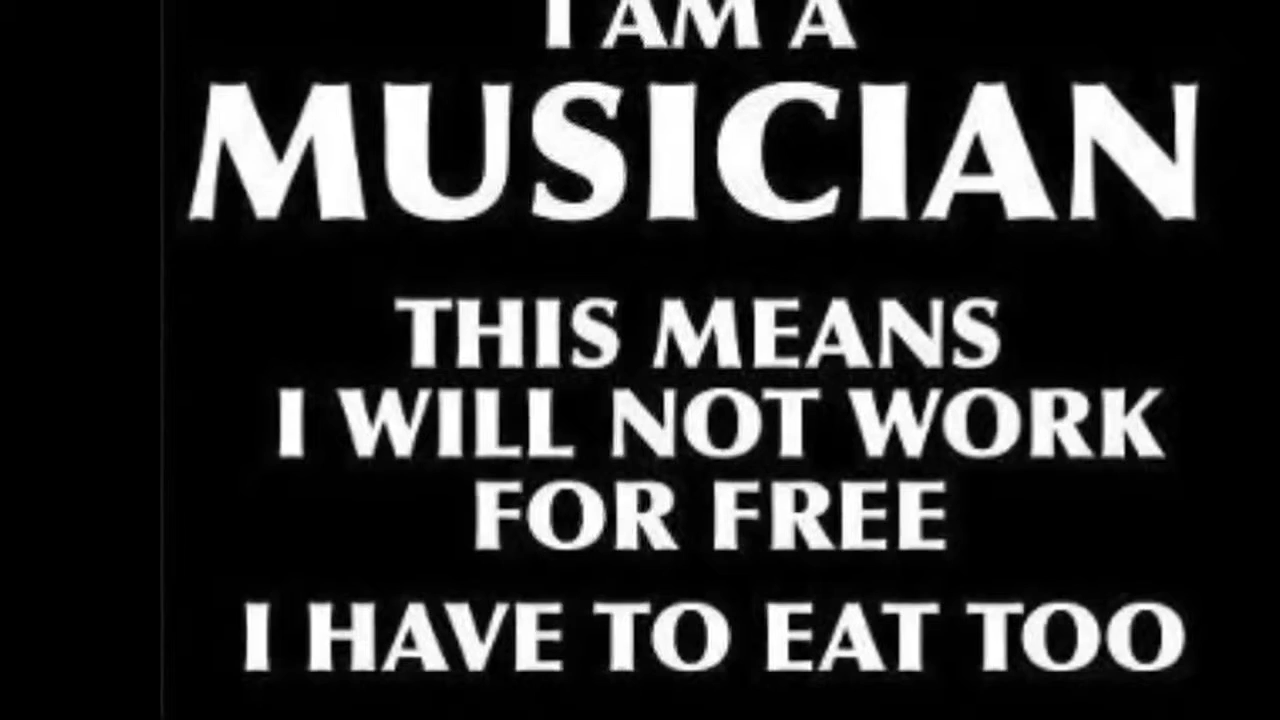 I AM A
MUSICIAN
THIS MEANS
I WILL NOT WORK
FOR FREE
I HAVE TO EAT TOO